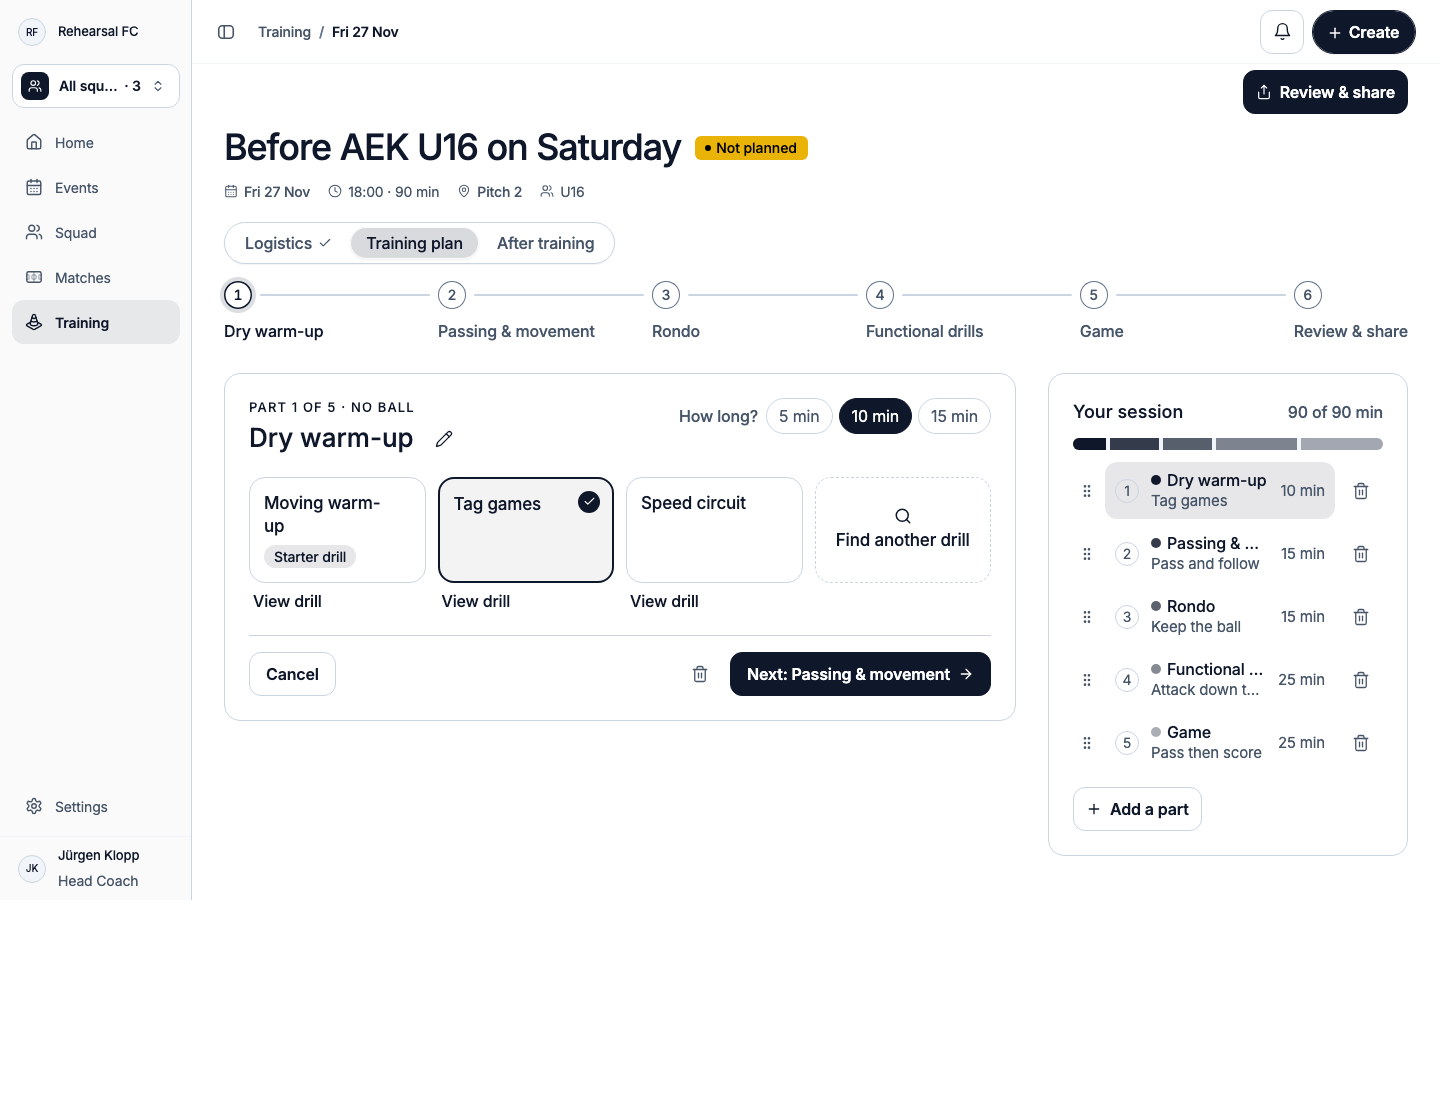 RF
Rehearsal FC
All squ... · 3
Home
Events
Squad
Matches
Training
Settings
JK
Jürgen Klopp
Head Coach
Training / Fri 27 Nov
Create
Review & share
Before AEK U16 on Saturday
Not planned
Fri 27 Nov
18:00 · 90 min
Pitch 2
U16
Logistics
Training plan
After training
1
2
3
4
5
6
Dry warm-up
Passing & movement
Rondo
Functional drills
Game
Review & share
PART 1 OF 5 · NO BALL
Dry warm-up
How long?
5 min
10 min
15 min
Moving warm-
up
Starter drill
Tag games
Speed circuit
Find another drill
View drill
View drill
View drill
Cancel
Next: Passing & movement
Your session
90 of 90 min
1
Dry warm-up
Tag games
10 min
2
Passing & ...
Pass and follow
15 min
3
Rondo
Keep the ball
15 min
4
Functional ...
Attack down t...
25 min
5
Game
Pass then score
25 min
Add a part